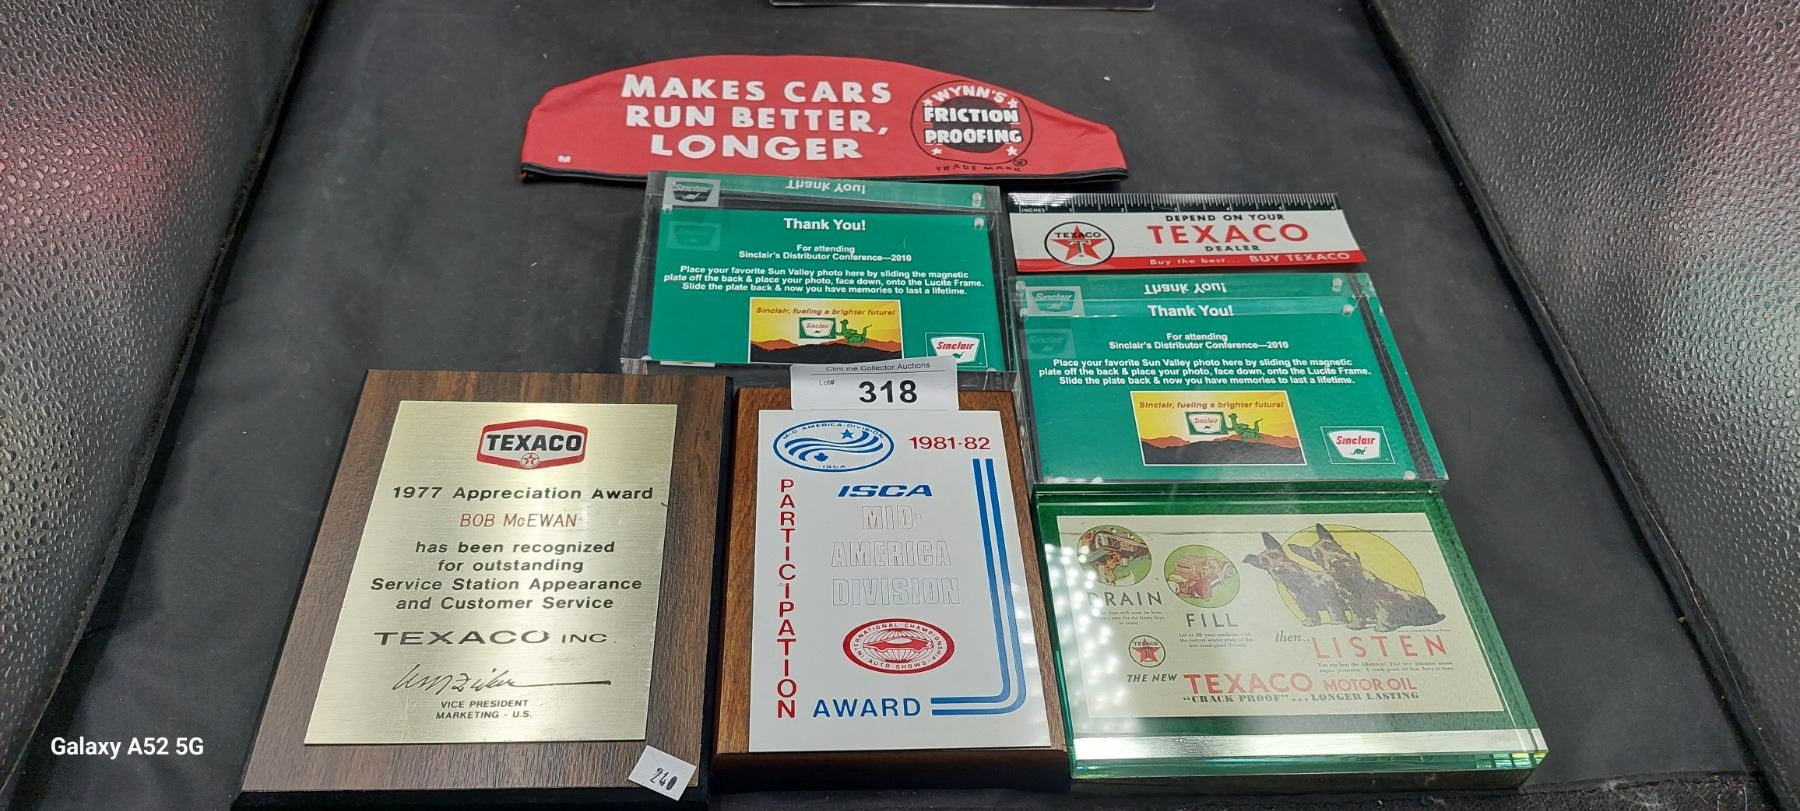 MAKES CARS
RUN BETTER,
LONGER
WYNN'S
FRICTION
PROOFING
TRADE MARK
®
Sinclair
Thank You!
Thank You!
For attending
Sinclair's Distributor Conference—2010
Place your favorite Sun Valley photo here by sliding the magnetic
plate off the back & place your photo, face down, onto the Lucite Frame.
Slide the plate back & now you have memories to last a lifetime.
Sinclair, fueling a brighter future!
Sinclair
Sinclair
INCHES
DEPEND ON YOUR
TEXACO
TEXACO
DEALER
Buy the best... BUY TEXACO
Sinclair
Thank You!
Thank You!
For attending
Sinclair's Distributor Conference—2010
Place your favorite Sun Valley photo here by sliding the magnetic
plate off the back & place your photo, face down, onto the Lucite Frame.
Slide the plate back & now you have memories to last a lifetime.
Sinclair, fueling a brighter future!
Sinclair
Sinclair
Clint the Collector Auctions
Lot#:
318
TEXACO
1977 Appreciation Award
BOB McEWAN
has been recognized
for outstanding
Service Station Appearance
and Customer Service
TEXACO INC.
VICE PRESIDENT
MARKETING - U.S.
240
MID-AMERICA-DIVISION
ISCA
1981-82
PARTICIPATION
ISCA
MID-
AMERICA
DIVISION
INTERNATIONAL CHAMPIONSHIP
AUTO SHOWS
AWARD
DRAIN
FILL
then..
LISTEN
TEXACO
THE NEW TEXACO MOTOR OIL
"CRACK PROOF"... LONGER LASTING
Galaxy A52 5G